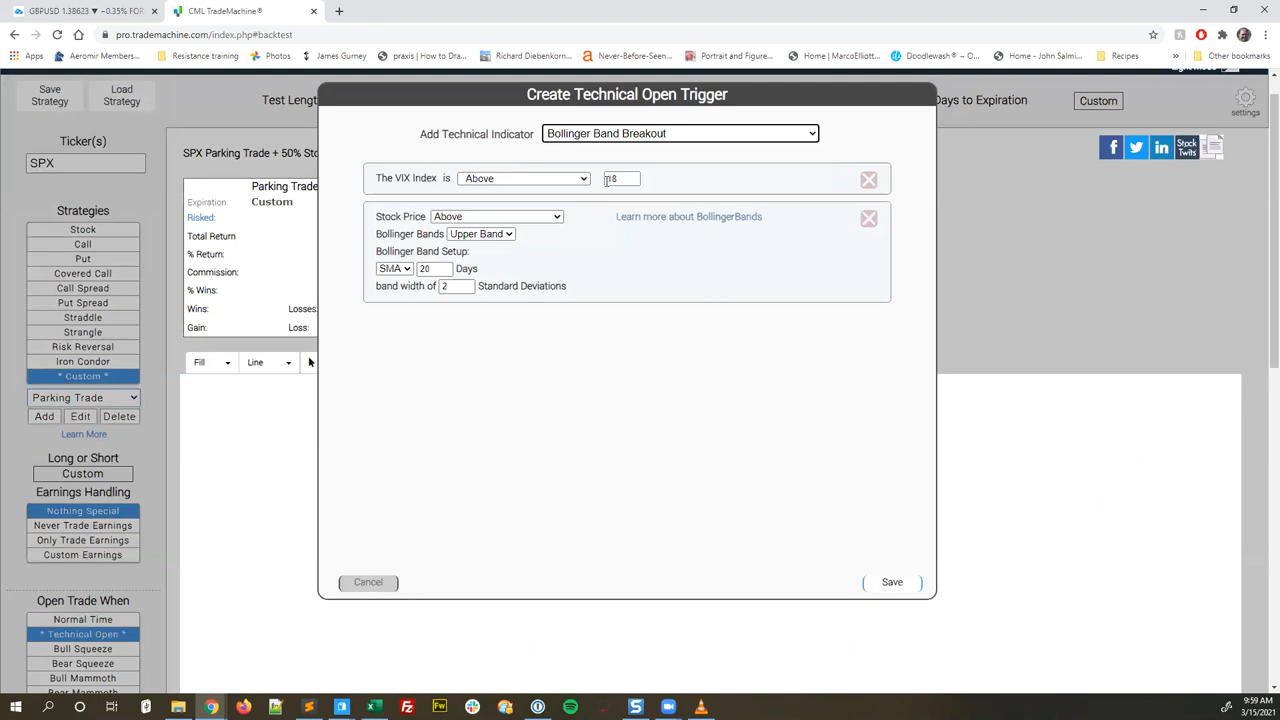 GBPUSD 1.38623 ▼ −0.35% FOR
CML TradeMachine®
pro.trademachine.com/index.php#backtest
Apps
Aeromir Members...
Resistance training
Photos
James Gurney
praxis | How to Dra...
Richard Diebenkorn...
Never-Before-Seen...
Portrait and Figure...
Home | MarcoElliott...
Doodlewash® ~ O...
Home - John Salmi...
Recipes
Other bookmarks
Save Strategy
Load Strategy
Test Length
Days to Expiration
Custom
settings
Ticker(s)
SPX
SPX Parking Trade + 50% Sto
Parking Trade
Expiration
Custom
Risked:
Total Return
% Return:
Commission:
% Wins:
Wins:
Losses:
Gain:
Loss:
Fill
Line
Strategies
Stock
Call
Put
Covered Call
Call Spread
Put Spread
Straddle
Strangle
Risk Reversal
Iron Condor
* Custom *
Parking Trade
Add
Edit
Delete
Learn More
Long or Short
Custom
Earnings Handling
Nothing Special
Never Trade Earnings
Only Trade Earnings
Custom Earnings
Open Trade When
Normal Time
* Technical Open *
Bull Squeeze
Bear Squeeze
Bull Mammoth
Create Technical Open Trigger
Add Technical Indicator
Bollinger Band Breakout
The VIX Index is
Above
18
Stock Price
Above
Learn more about BollingerBands
Bollinger Bands
Upper Band
Bollinger Band Setup:
SMA
20
Days
band width of
2
Standard Deviations
Cancel
Save
Stock Twits
9:59 AM
3/15/2021